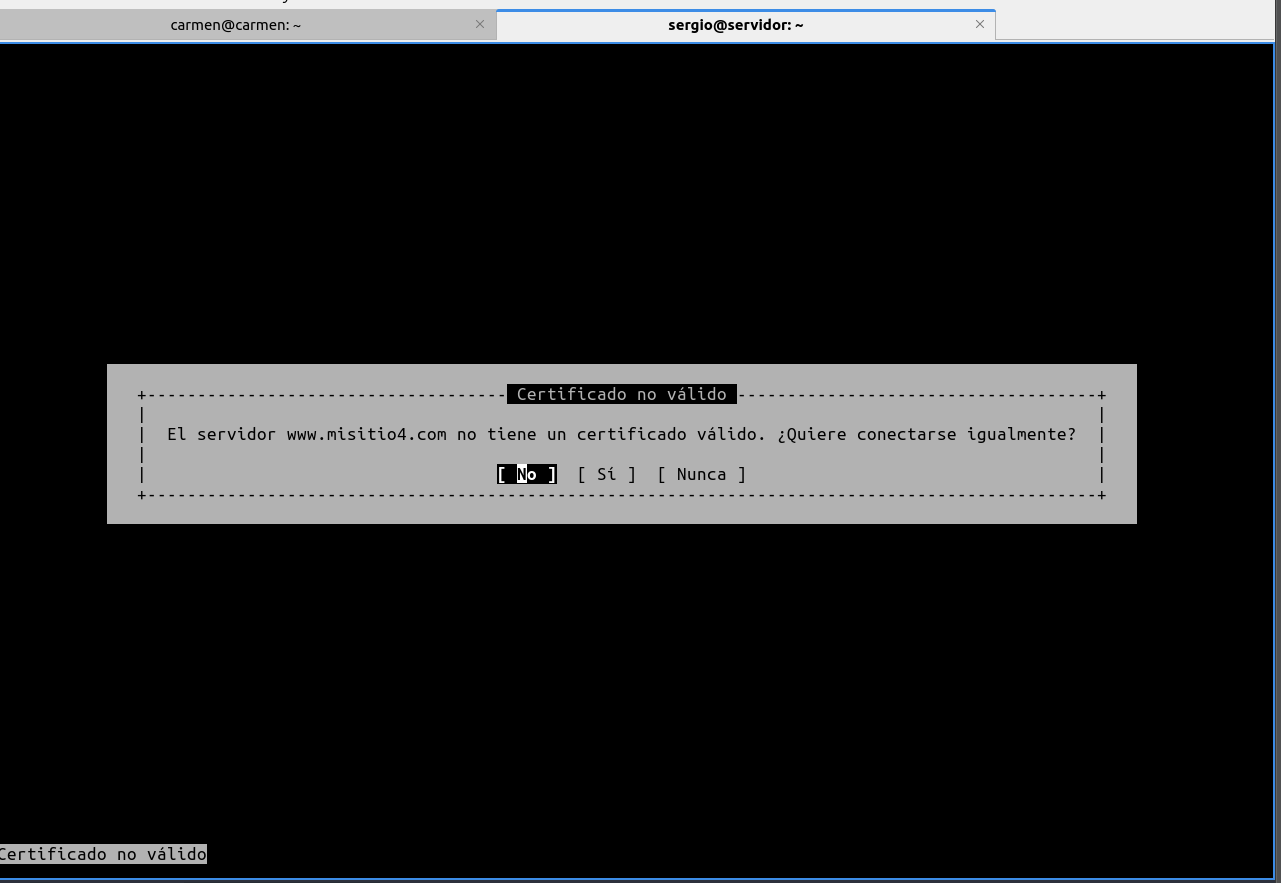 carmen@carmen: ~ ×
sergio@servidor: ~ ×
Certificado no válido
El servidor www.misitio4.com no tiene un certificado válido. ¿Quiere conectarse igualmente?
[ No ] [ Sí ] [ Nunca ]
Certificado no válido